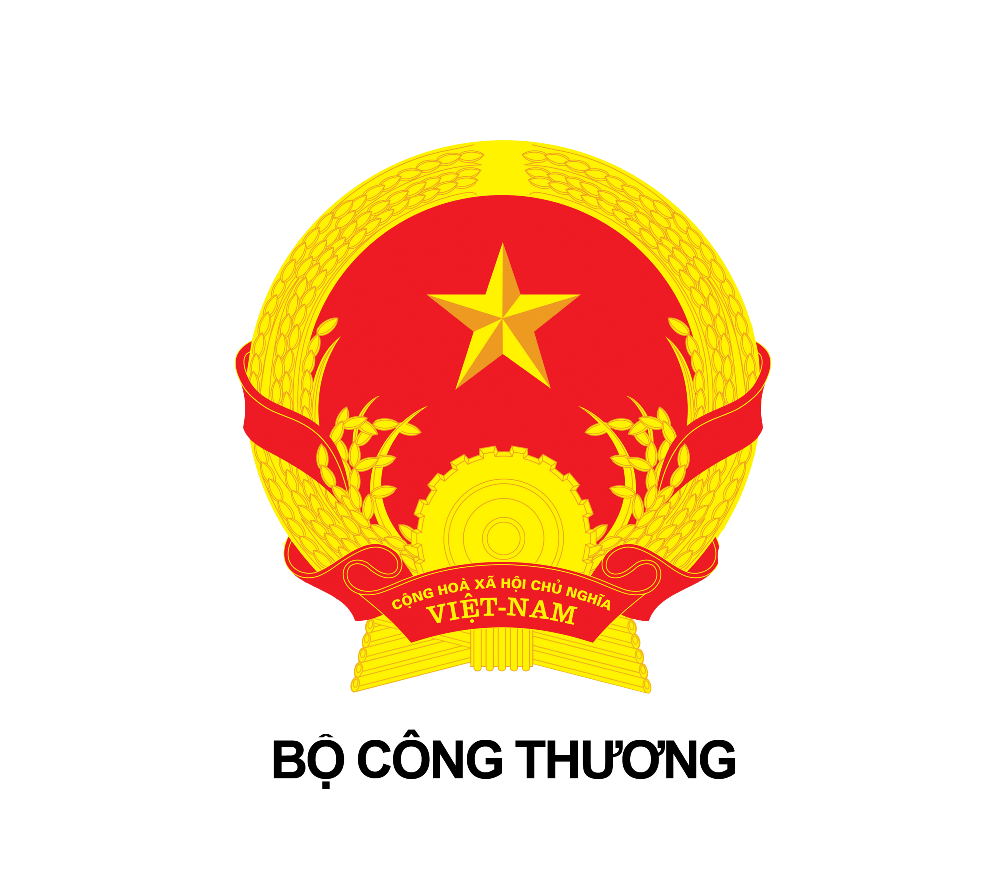 CỘNG HOÀ XÃ HỘI CHỦ NGHĨA
VIỆT-NAM
BỘ CÔNG THƯƠNG